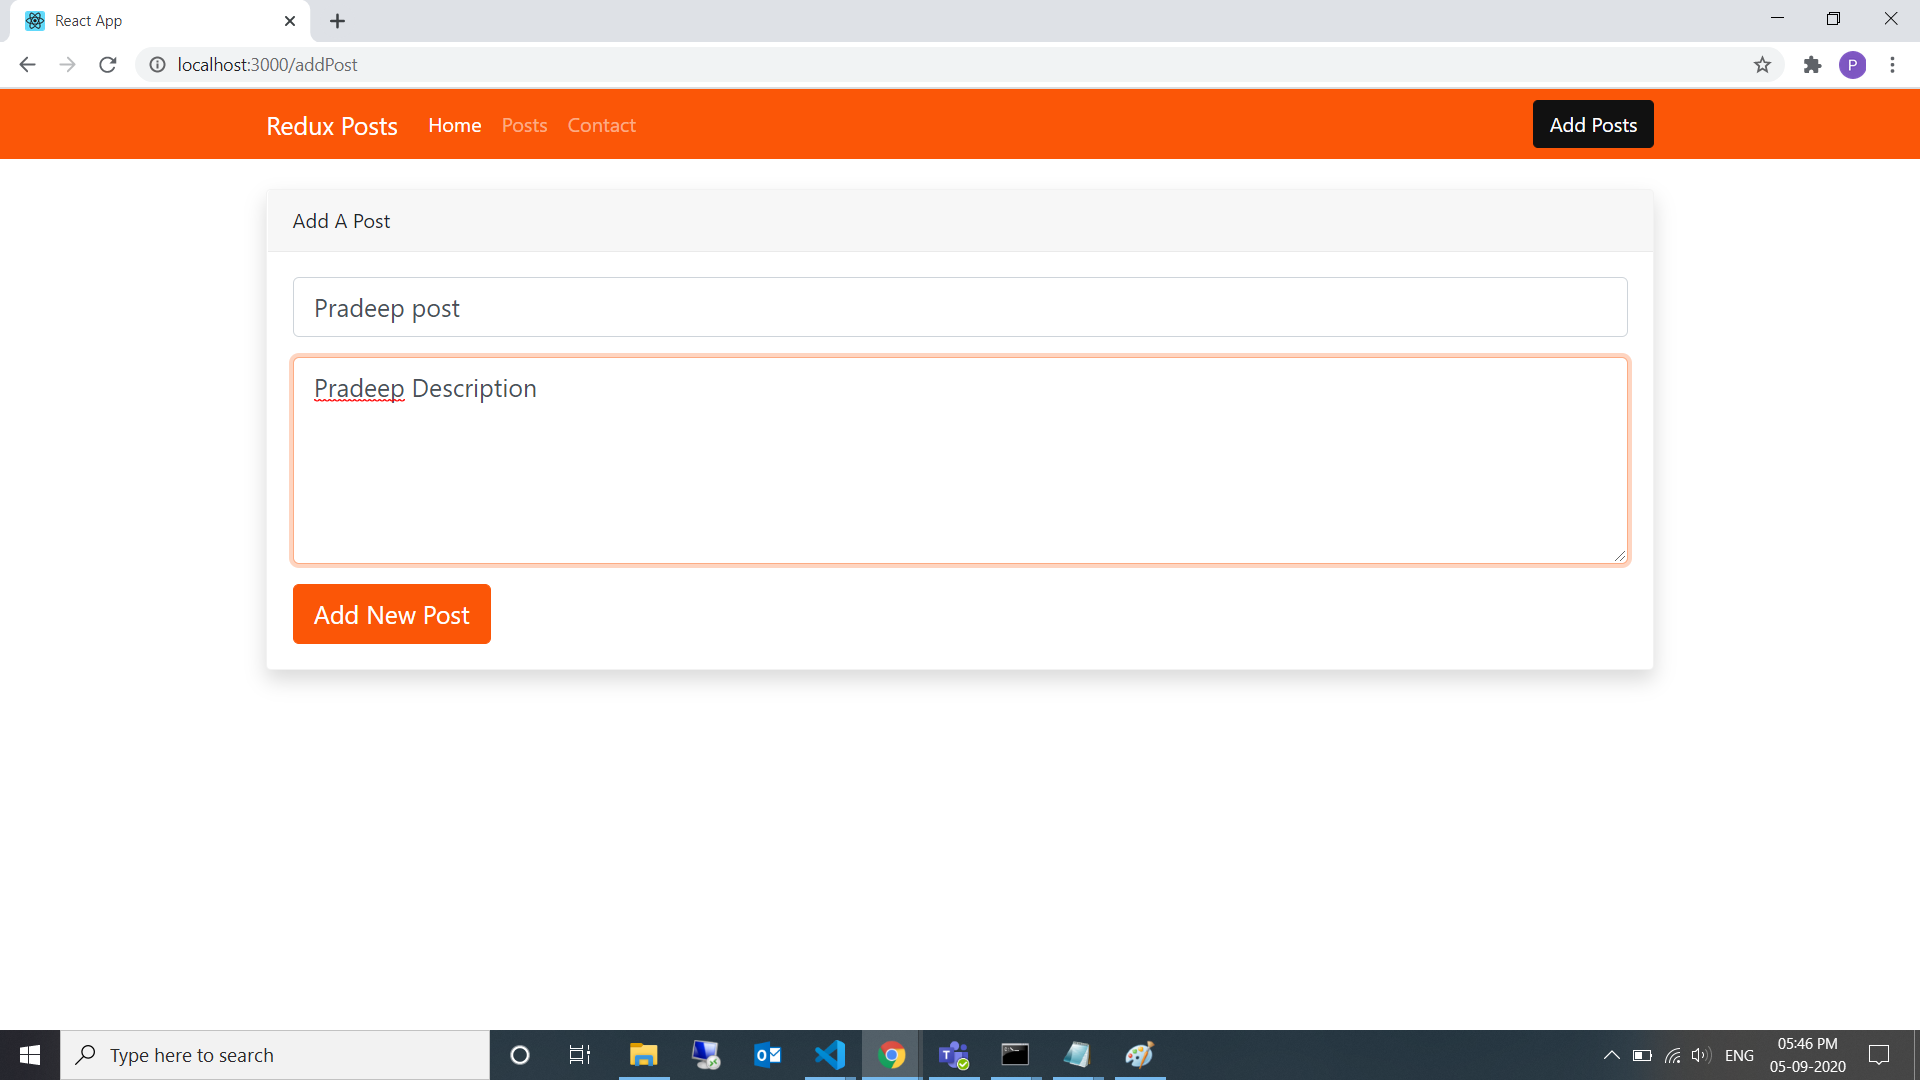 React App
localhost:3000/addPost
P
Redux Posts Home Posts Contact Add Posts
Add A Post
Pradeep post
Pradeep Description
Add New Post
Type here to search
ENG
05:46 PM
05-09-2020